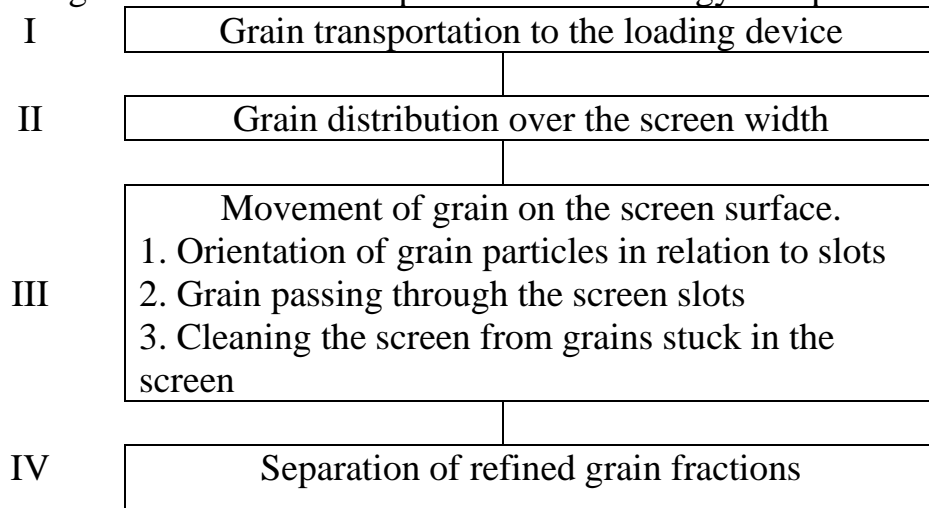 I Grain transportation to the loading device
II Grain distribution over the screen width
Movement of grain on the screen surface.
1. Orientation of grain particles in relation to slots
III 2. Grain passing through the screen slots
3. Cleaning the screen from grains stuck in the
screen
IV Separation of refined grain fractions